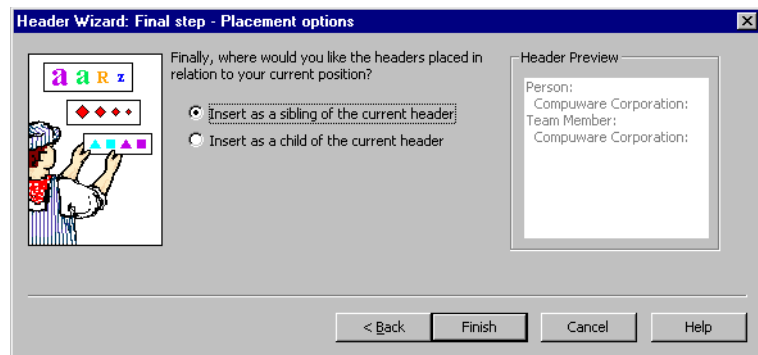 Header Wizard: Final step - Placement options
a a R z
Finally, where would you like the headers placed in
relation to your current position?
Insert as a sibling of the current header
Insert as a child of the current header
Header Preview
Person:
Compuware Corporation:
Team Member:
Compuware Corporation:
< Back
Finish
Cancel
Help